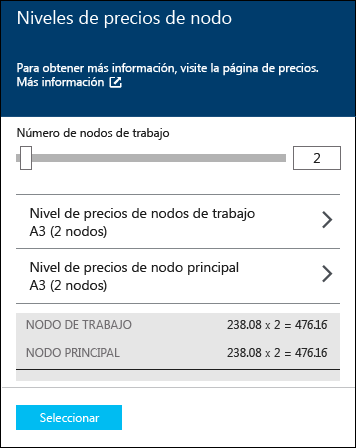 Niveles de precios de nodo
Para obtener más información, visite la página de precios.
Más información
Número de nodos de trabajo
2
Nivel de precios de nodos de trabajo
A3 (2 nodos)
Nivel de precios de nodo principal
A3 (2 nodos)
NODO DE TRABAJO 238.08 x 2 = 476.16
NODO PRINCIPAL 238.08 x 2 = 476.16
Seleccionar